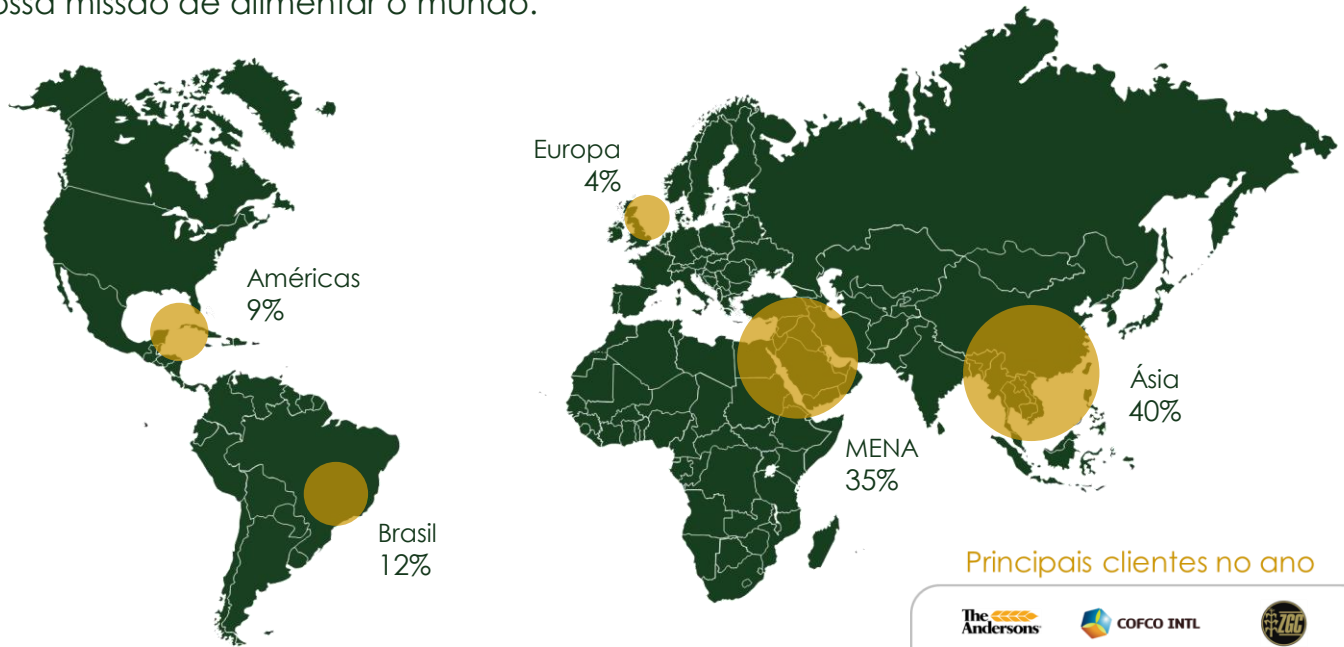 ossa missão de alimentar o mundo.
Europa
4%
Américas
9%
Ásia
40%
MENA
35%
Brasil
12%
Principais clientes no ano
The
Andersons
COFCO INTL
ZGC